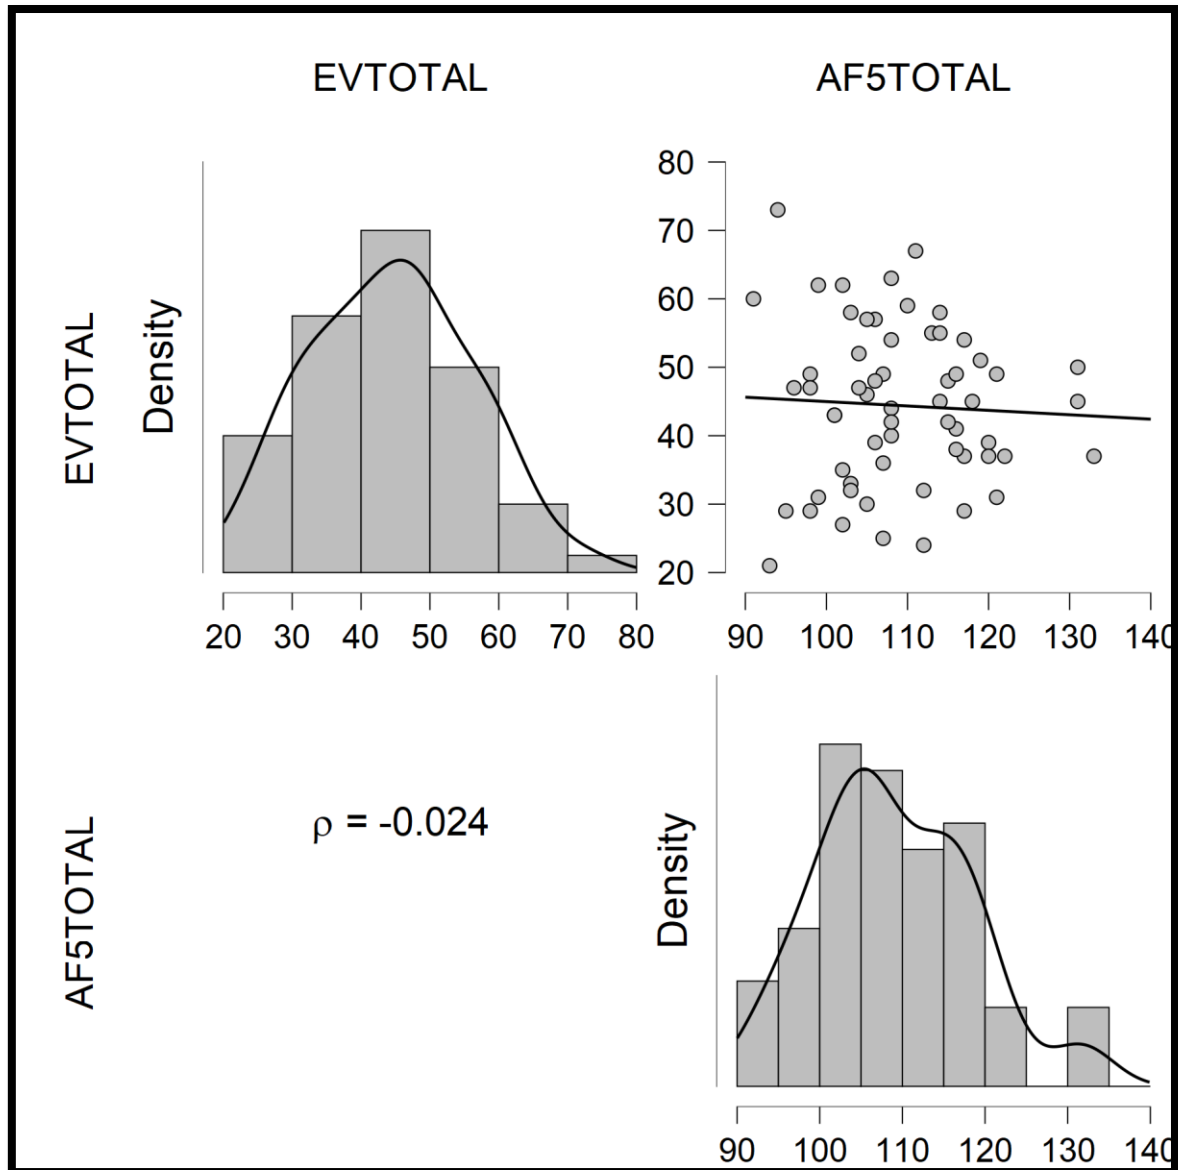 EVTOTAL AF5TOTAL
EVTOTAL
Density
80
70
60
50
40
30
20
20 30 40 50 60 70 80
90 100 110 120 130 140
AF5TOTAL
ρ = -0.024
Density
90 100 110 120 130 140